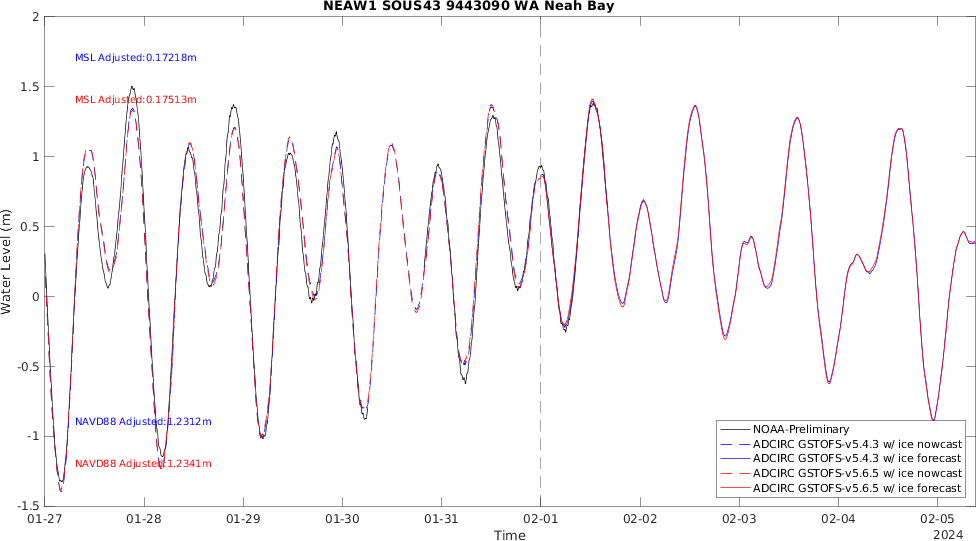 NEAW1 SOUS43 9443090 WA Neah Bay
2
1.5
1
0.5
0
-0.5
-1
-1.5
Water Level (m)
MSL Adjusted:0.17218m
MSL Adjusted:0.17513m
NAVD88 Adjusted:1.2312m
NAVD88 Adjusted:1.2341m
NOAA-Preliminary
ADCIRC GSTOFS-v5.4.3 w/ ice nowcast
ADCIRC GSTOFS-v5.4.3 w/ ice forecast
ADCIRC GSTOFS-v5.6.5 w/ ice nowcast
ADCIRC GSTOFS-v5.6.5 w/ ice forecast
01-27 01-28 01-29 01-30 01-31 02-01 02-02 02-03 02-04 02-05
Time
2024